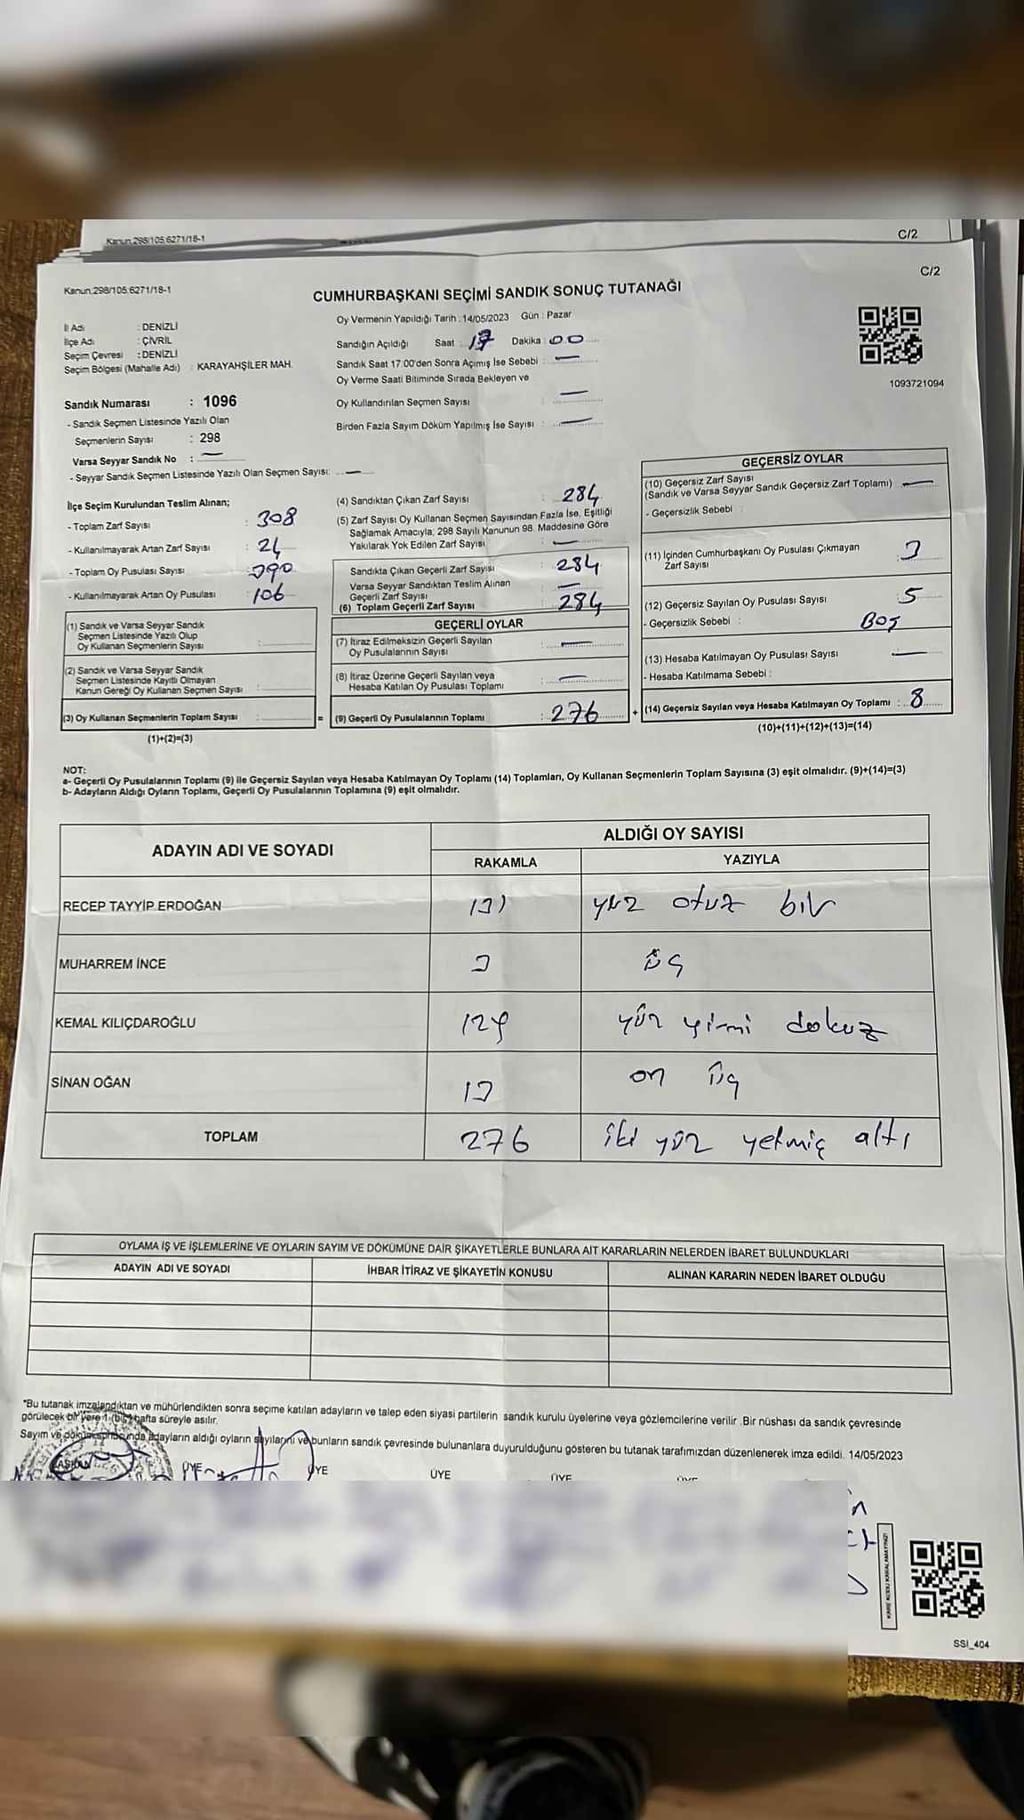 Kanun.298/105.6271/18-1
C/2
C/2
Kanun.298/105.6271/18-1
CUMHURBAŞKANI SEÇİMİ SANDIK SONUÇ TUTANAĞI
İl Adı : DENİZLİ
İlçe Adı : ÇİVRİL
Seçim Çevresi : DENİZLİ
Seçim Bölgesi (Mahalle Adı) : KARAYAHŞİLER MAH.
Oy Vermenin Yapıldığı Tarih : 14/05/2023 Gün : Pazar
Sandığın Açıldığı Saat : 17 Dakika : 00
Sandık Saat 17.00'den Sonra Açımış İse Sebebi : —
Oy Verme Saati Bitiminde Sırada Bekleyen ve
Oy Kullandırılan Seçmen Sayısı —
Birden Fazla Sayım Döküm Yapılmış İse Sayısı : —
1093721094
Sandık Numarası : 1096
- Sandık Seçmen Listesinde Yazılı Olan
Seçmenlerin Sayısı : 298
Varsa Seyyar Sandık No : —
- Seyyar Sandık Seçmen Listesinde Yazılı Olan Seçmen Sayısı: —
İlçe Seçim Kurulundan Teslim Alınan;
- Toplam Zarf Sayısı : 308
- Kullanılmayarak Artan Zarf Sayısı : 24
- Toplam Oy Pusulası Sayısı : 390
- Kullanılmayarak Artan Oy Pusulası : 106
(1) Sandık ve Varsa Seyyar Sandık
Seçmen Listesinde Yazılı Olup
Oy Kullanan Seçmenlerin Sayısı :
(2) Sandık ve Varsa Seyyar Sandık
Seçmen Listesinde Kayıtlı Olmayan
Kanun Gereği Oy Kullanan Seçmen Sayısı :
(3) Oy Kullanan Seçmenlerin Toplam Sayısı :
(1)+(2)=(3)
(4) Sandıktan Çıkan Zarf Sayısı : 284
(5) Zarf Sayısı Oy Kullanan Seçmen Sayısından Fazla İse, Eşitliği
Sağlamak Amacıyla; 298 Sayılı Kanunun 98. Maddesine Göre
Yakılarak Yok Edilen Zarf Sayısı : —
Sandıkta Çıkan Geçerli Zarf Sayısı : 284
Varsa Seyyar Sandıktan Teslim Alınan
Geçerli Zarf Sayısı : —
(6) Toplam Geçerli Zarf Sayısı : 284
GEÇERLİ OYLAR
(7) İtiraz Edilmeksizin Geçerli Sayılan
Oy Pusulalarının Sayısı : —
(8) İtiraz Üzerine Geçerli Sayılan veya
Hesaba Katılan Oy Pusulası Toplamı : —
= (9) Geçerli Oy Pusulalarının Toplamı : 276 +
GEÇERSİZ OYLAR
(10) Geçersiz Zarf Sayısı
(Sandık ve Varsa Seyyar Sandık Geçersiz Zarf Toplamı) : —
- Geçersizlik Sebebi :
(11) İçinden Cumhurbaşkanı Oy Pusulası Çıkmayan
Zarf Sayısı : 3
(12) Geçersiz Sayılan Oy Pusulası Sayısı : 5
- Geçersizlik Sebebi : Boş
(13) Hesaba Katılmayan Oy Pusulası Sayısı : —
- Hesaba Katılmama Sebebi :
(14) Geçersiz Sayılan veya Hesaba Katılmayan Oy Toplamı : 8
(10)+(11)+(12)+(13)=(14)
NOT:
a- Geçerli Oy Pusulalarının Toplamı (9) ile Geçersiz Sayılan veya Hesaba Katılmayan Oy Toplamı (14) Toplamları, Oy Kullanan Seçmenlerin Toplam Sayısına (3) eşit olmalıdır. (9)+(14)=(3)
b- Adayların Aldığı Oyların Toplamı, Geçerli Oy Pusulalarının Toplamına (9) eşit olmalıdır.
ADAYIN ADI VE SOYADI ALDIĞI OY SAYISI
RAKAMLA YAZIYLA
RECEP TAYYİP ERDOĞAN 131 yüz otuz bir
MUHARREM İNCE 3 üç
KEMAL KILIÇDAROĞLU 129 yüz yirmi dokuz
SİNAN OĞAN 13 on üç
TOPLAM 276 iki yüz yetmiş altı
OYLAMA İŞ VE İŞLEMLERİNE VE OYLARIN SAYIM VE DÖKÜMÜNE DAİR ŞİKAYETLERLE BUNLARA AİT KARARLARIN NELERDEN İBARET BULUNDUKLARI
ADAYIN ADI VE SOYADI İHBAR İTİRAZ VE ŞİKAYETİN KONUSU ALINAN KARARIN NEDEN İBARET OLDUĞU
"Bu tutanak imzalandıktan ve mühürlendikten sonra seçime katılan adayların ve talep eden siyasi partilerin sandık kurulu üyelerine veya gözlemcilerine verilir .Bir nüshası da sandık çevresinde
görülecek bir yere 1 (bir) hafta süreyle asılır.
Sayım ve dökümü adayların aldığı oyların sayılarını ve bunların sandık çevresinde bulunanlara duyurulduğunu gösteren bu tutanak tarafımızdan düzenlenerek imza edildi. 14/05/2023
BAŞKAN ÜYE ÜYE ÜYE ÜYE
SSİ_404